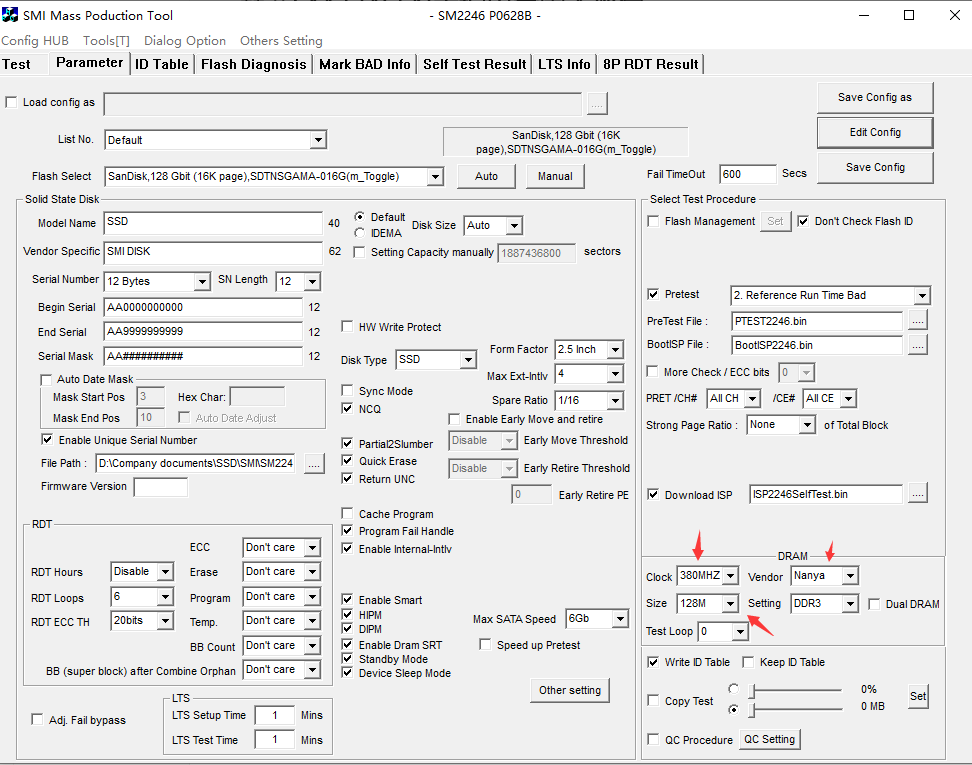 SMI Mass Poduction Tool
- SM2246 P0628B -
Config HUB Tools[T] Dialog Option Others Setting
Test Parameter ID Table Flash Diagnosis Mark BAD Info Self Test Result LTS Info 8P RDT Result
Load config as
....
Save Config as
List No. Default
SanDisk,128 Gbit (16K
page),SDTNSGAMA-016G(m_Toggle)
Edit Config
Flash Select SanDisk,128 Gbit (16K page),SDTNSGAMA-016G(m_Toggle) Auto Manual
Fail TimeOut 600 Secs
Save Config
Solid State Disk
Model Name SSD 40
Default
IDEMA
Disk Size Auto
Vendor Specific SMI DISK 62
Setting Capacity manually 1887436800 sectors
Serial Number 12 Bytes SN Length 12
Begin Serial AA0000000000 12
End Serial AA9999999999 12
Serial Mask AA########## 12
HW Write Protect
Disk Type SSD
Form Factor 2.5 Inch
Max Ext-Intlv 4
Spare Ratio 1/16
Auto Date Mask
Mask Start Pos 3 Hex Char:
Mask End Pos 10 Auto Date Adjust
Sync Mode
NCQ
Enable Early Move and retire
Enable Unique Serial Number
File Path : D:\Company documents\SSD\SMI\SM224 ....
Firmware Version
Partial2Slumber
Quick Erase
Return UNC
Disable Early Move Threshold
Disable Early Retire Threshold
0 Early Retire PE
Cache Program
Program Fail Handle
Enable Internal-Intlv
RDT
ECC Don't care
RDT Hours Disable Erase Don't care
RDT Loops 6 Program Don't care
RDT ECC TH 20bits Temp. Don't care
BB Count Don't care
BB (super block) after Combine Orphan Don't care
Enable Smart
HIPM
DIPM
Enable Dram SRT
Standby Mode
Device Sleep Mode
Max SATA Speed 6Gb
Speed up Pretest
Other setting
Adj. Fail bypass
LTS
LTS Setup Time 1 Mins
LTS Test Time 1 Mins
Select Test Procedure
Flash Management Set Don't Check Flash ID
Pretest 2. Reference Run Time Bad
PreTest File : PTEST2246.bin ....
BootISP File : BootISP2246.bin ....
More Check / ECC bits 0
PRET /CH# All CH /CE# All CE
Strong Page Ratio : None of Total Block
Download ISP ISP2246SelfTest.bin ....
DRAM
Clock 380MHZ Vendor Nanya
Size 128M Setting DDR3 Dual DRAM
Test Loop 0
Write ID Table Keep ID Table
Copy Test 0% Set
0 MB
QC Procedure QC Setting